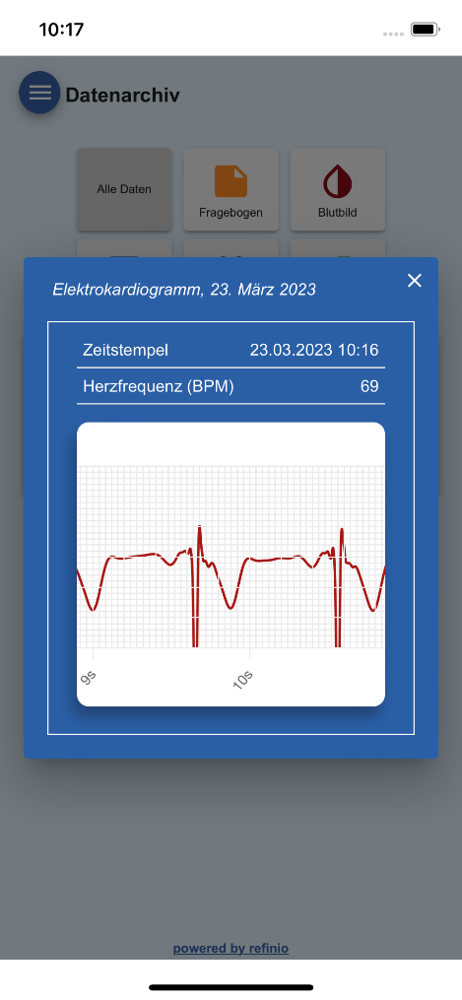 10:17
Datenarchiv
Alle Daten
Fragebogen
Blutbild
Elektrokardiogramm, 23. März 2023
Zeitstempel 23.03.2023 10:16
Herzfrequenz (BPM) 69
9s
10s
powered by refinio